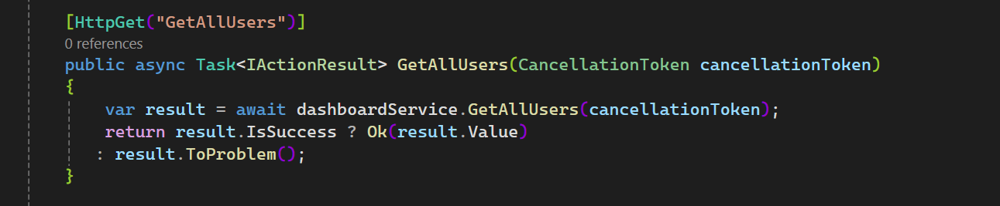 [HttpGet("GetAllUsers")]
0 references
public async Task<IActionResult> GetAllUsers(CancellationToken cancellationToken)
{
var result = await dashboardService.GetAllUsers(cancellationToken);
return result.IsSuccess ? Ok(result.Value)
: result.ToProblem();
}